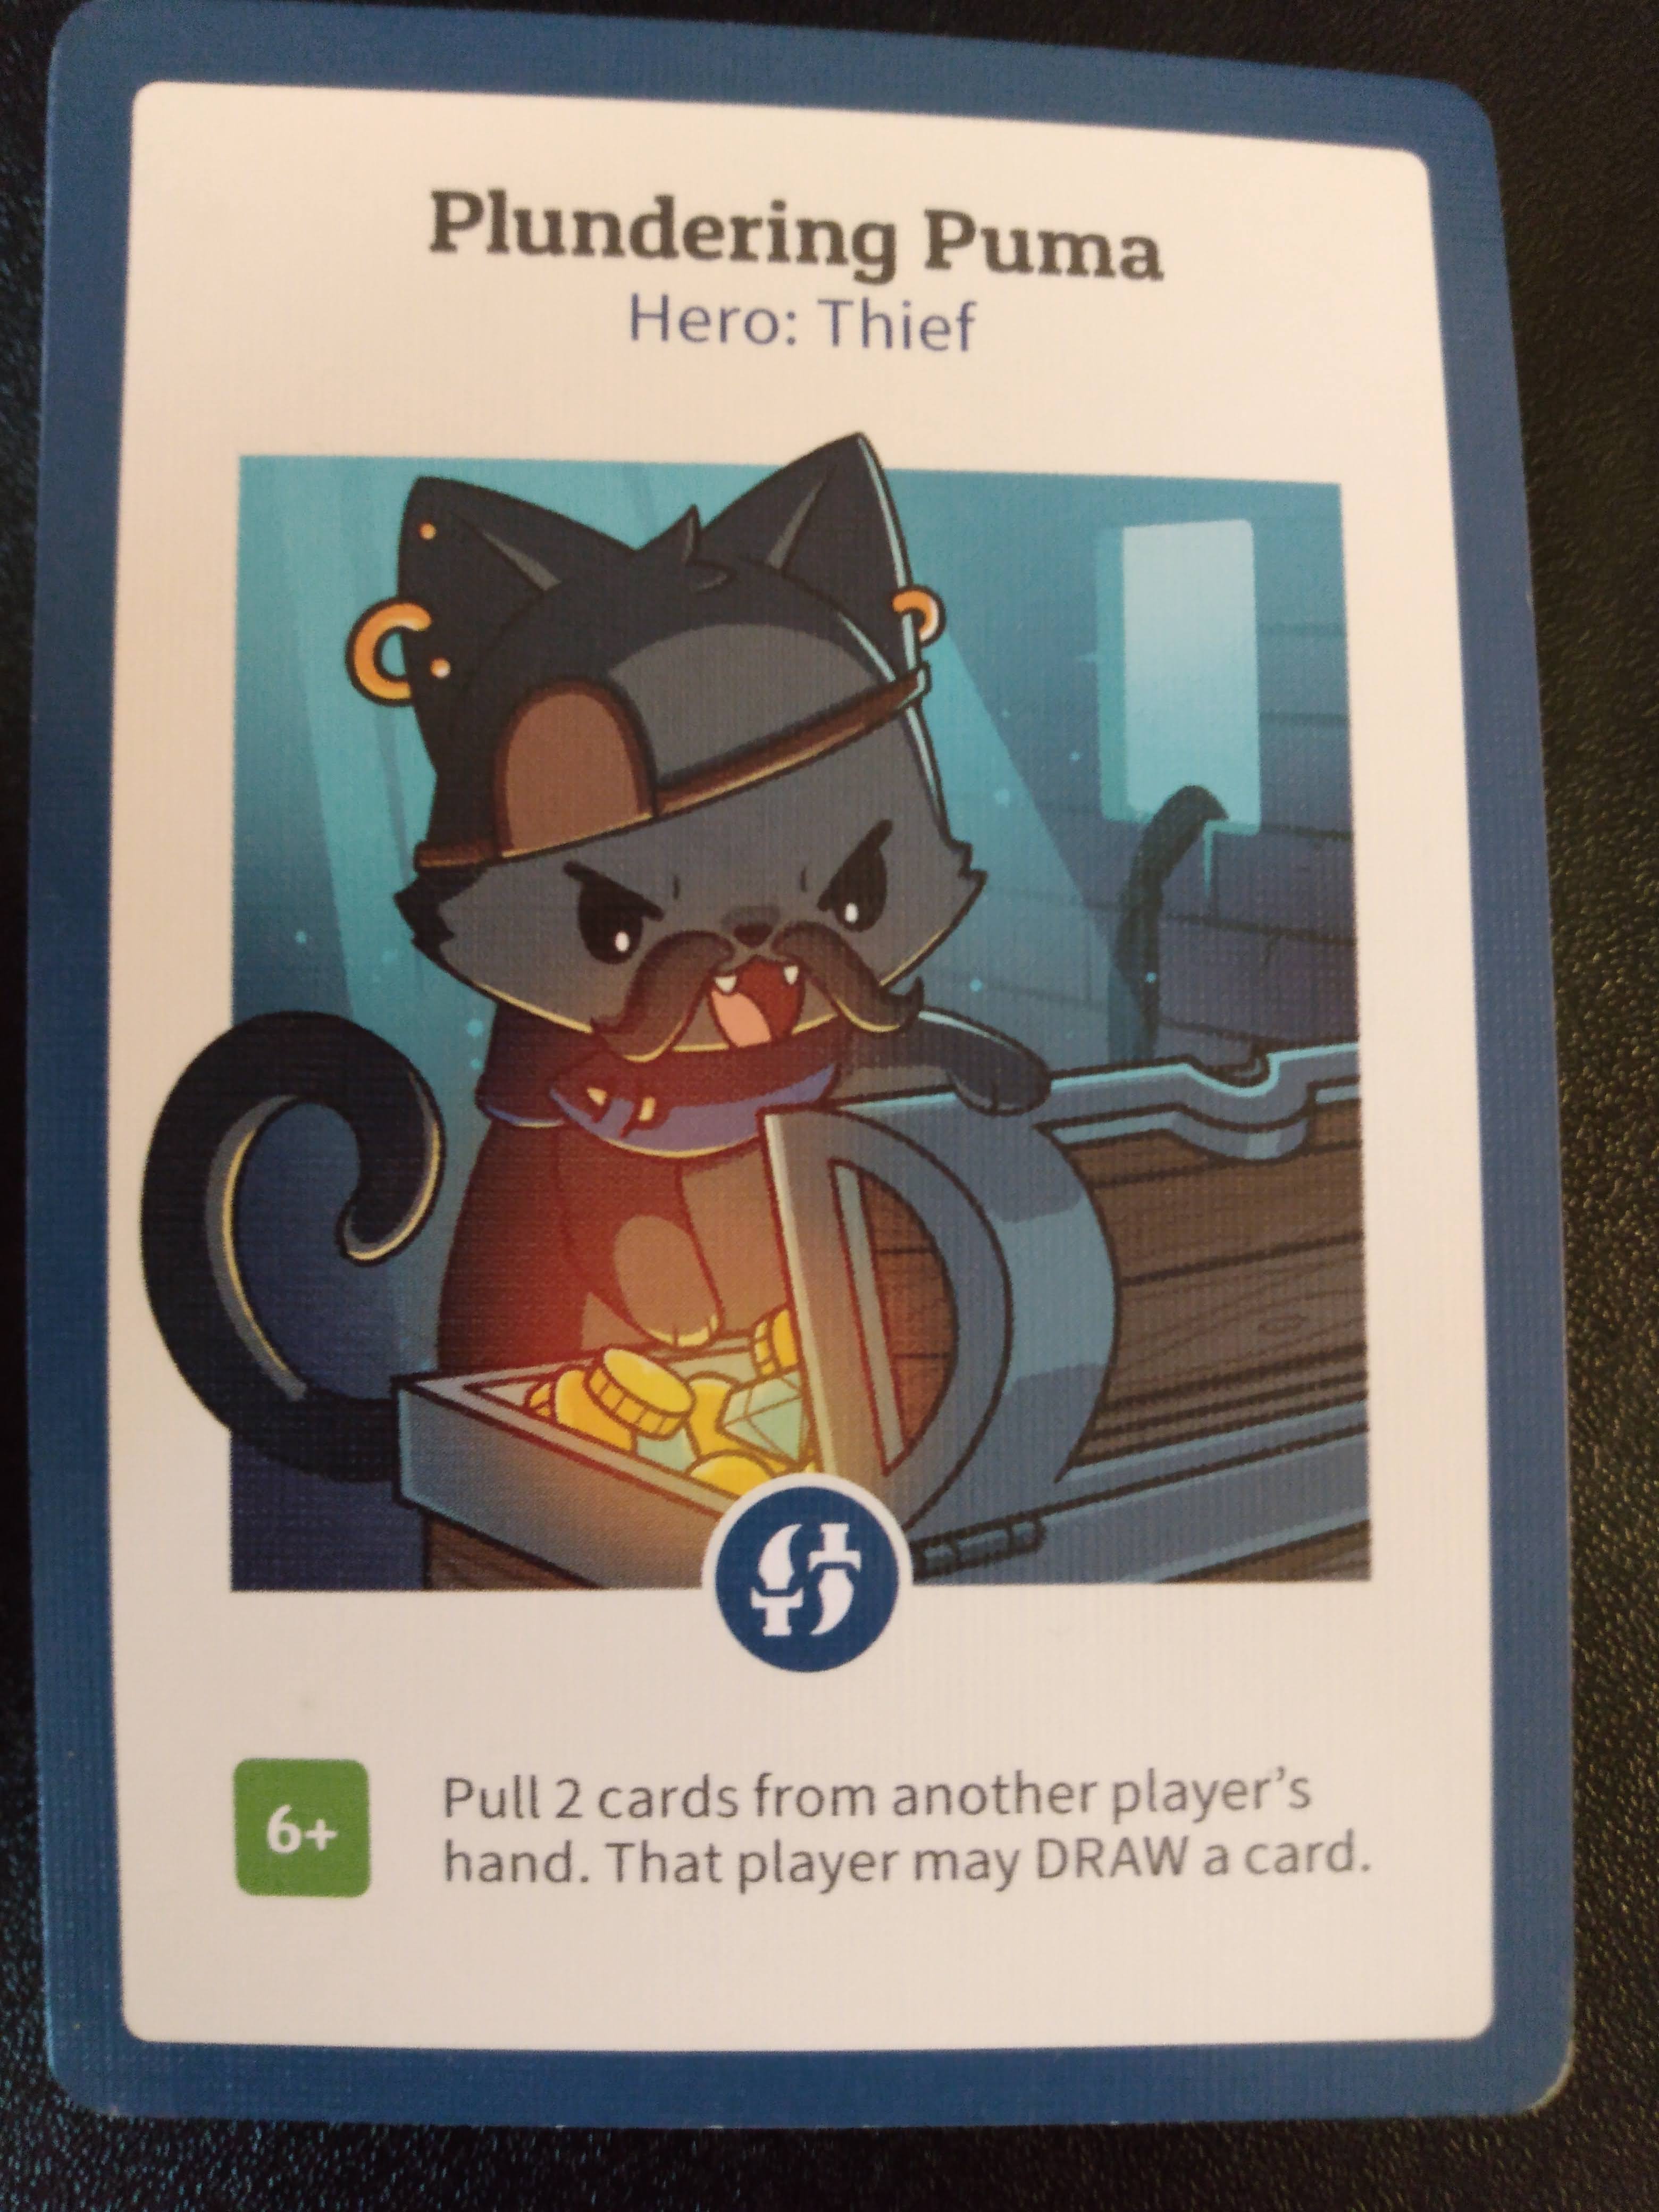 Plundering Puma
Hero: Thief
6+
Pull 2 cards from another player's
hand. That player may DRAW a card.